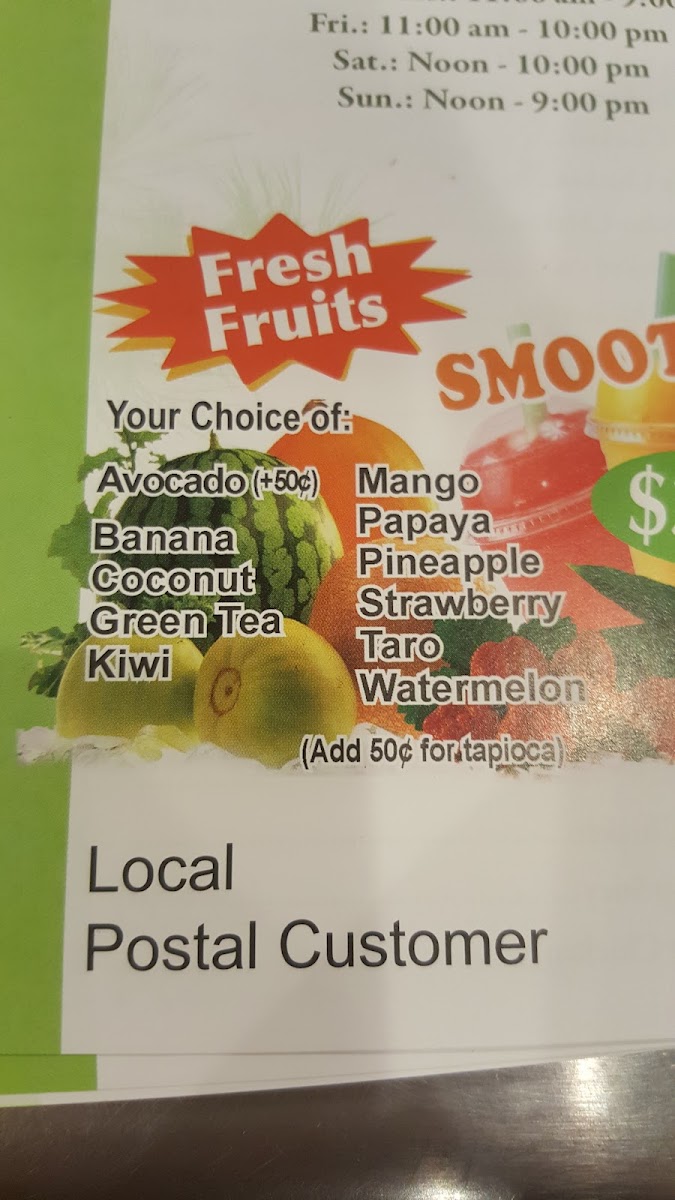 Fri.: 11:00 am - 10:00 pm
Sat.: Noon - 10:00 pm
Sun.: Noon - 9:00 pm
Fresh
Fruits
Your Choice of:
Avocado (+50¢)
Banana
Coconut
Green Tea
Kiwi
Mango
Papaya
Pineapple
Strawberry
Taro
Watermelon
(Add 50¢ for tapioca)
SMOOT
$
Local
Postal Customer